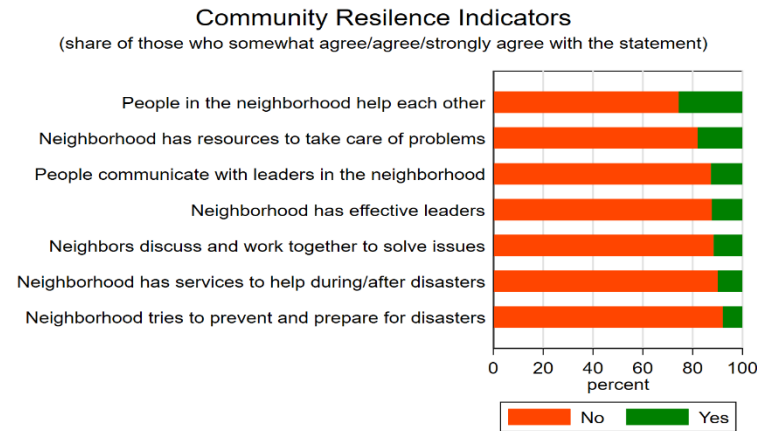 Community Resilence Indicators
(share of those who somewhat agree/agree/strongly agree with the statement)
People in the neighborhood help each other
Neighborhood has resources to take care of problems
People communicate with leaders in the neighborhood
Neighborhood has effective leaders
Neighbors discuss and work together to solve issues
Neighborhood has services to help during/after disasters
Neighborhood tries to prevent and prepare for disasters
0 20 40 60 80 100
percent
No Yes